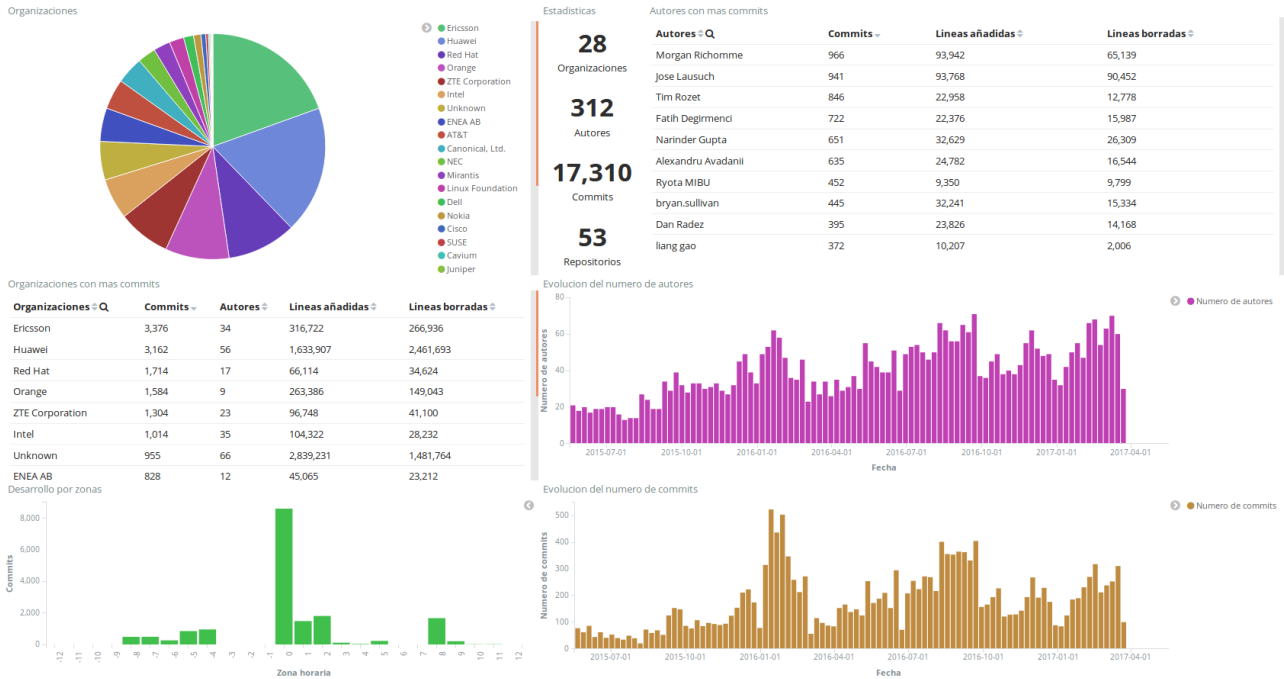 Organizaciones
Ericsson
Huawei
Red Hat
Orange
ZTE Corporation
Intel
Unknown
ENEA AB
AT&T
Canonical, Ltd.
NEC
Mirantis
Linux Foundation
Dell
Nokia
Cisco
SUSE
Cavium
Juniper
Estadisticas
28
Organizaciones
312
Autores
17,310
Commits
53
Repositorios
Autores con mas commits
Autores Commits Lineas añadidas Lineas borradas
Morgan Richomme 966 93,942 65,139
Jose Lausuch 941 93,768 90,452
Tim Rozet 846 22,958 12,778
Fatih Degirmenci 722 22,376 15,987
Narinder Gupta 651 32,629 26,309
Alexandru Avadanii 635 24,782 16,544
Ryota MIBU 452 9,350 9,799
bryan.sullivan 445 32,241 15,334
Dan Radez 395 23,826 14,168
liang gao 372 10,207 2,006
Organizaciones con mas commits
Organizaciones Commits Autores Lineas añadidas Lineas borradas
Ericsson 3,376 34 316,722 266,936
Huawei 3,162 56 1,633,907 2,461,693
Red Hat 1,714 17 66,114 34,624
Orange 1,584 9 263,386 149,043
ZTE Corporation 1,304 23 96,748 41,100
Intel 1,014 35 104,322 28,232
Unknown 955 66 2,839,231 1,481,764
ENEA AB 828 12 45,065 23,212
Evolucion del numero de autores
80
60
40
20
0
Numero de autores
2015-07-01 2015-10-01 2016-01-01 2016-04-01 2016-07-01 2016-10-01 2017-01-01 2017-04-01
Fecha
Numero de autores
Desarrollo por zonas
8,000
6,000
4,000
2,000
0
Commits
-12 -11 -10 -9 -8 -7 -6 -5 -4 -3 -2 -1 0 1 2 3 4 5 6 7 8 9 10 11 12
Zona horaria
Evolucion del numero de commits
500
400
300
200
100
0
Numero de commits
2015-07-01 2015-10-01 2016-01-01 2016-04-01 2016-07-01 2016-10-01 2017-01-01 2017-04-01
Fecha
Numero de commits